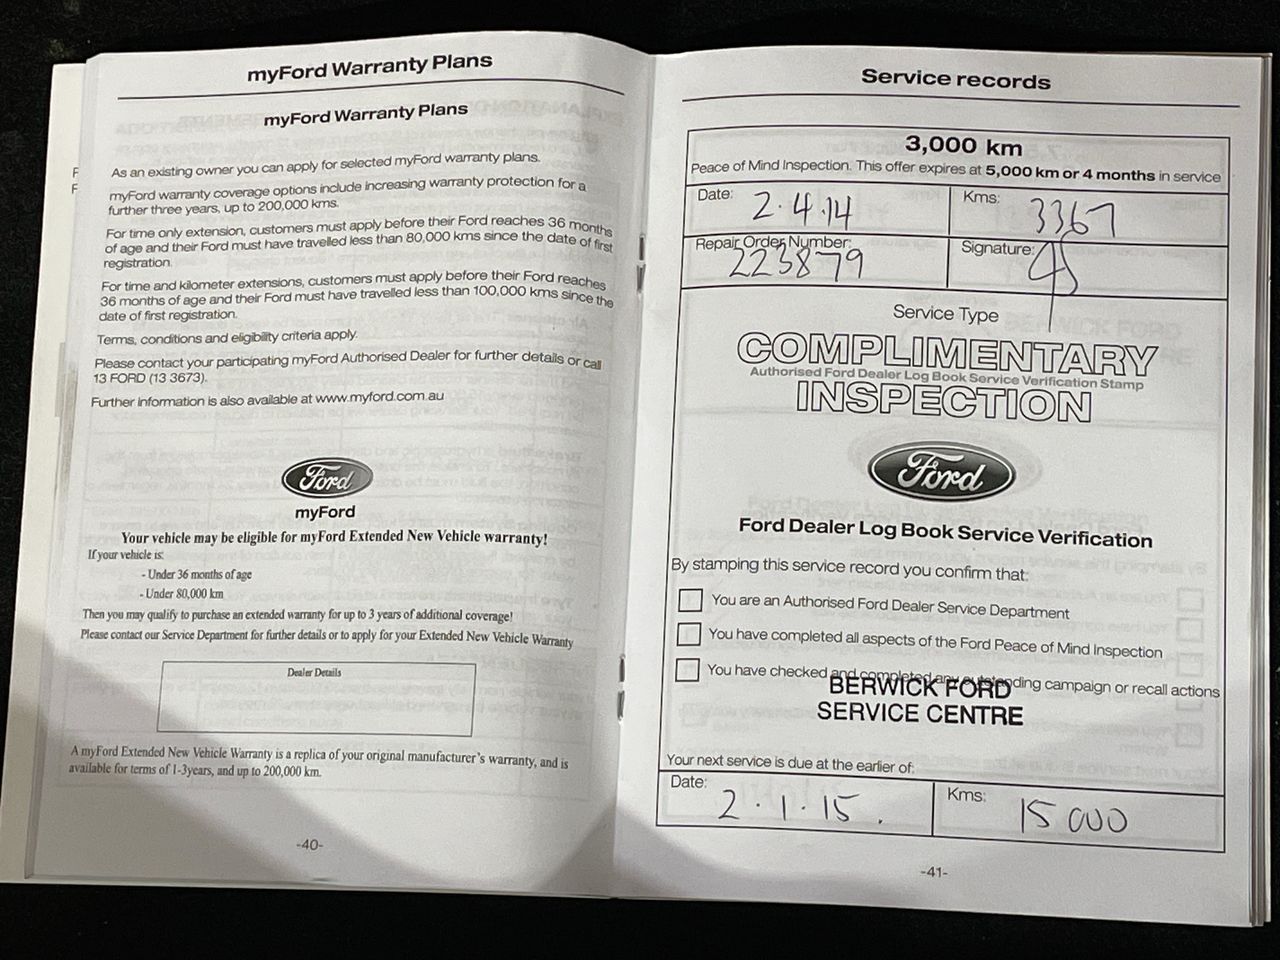 myFord Warranty Plans
myFord Warranty Plans
As an existing owner you can apply for selected myFord warranty plans.
myFord warranty coverage options include increasing warranty protection for a
further three years, up to 200,000 kms.
For time only extension, customers must apply before their Ford reaches 36 months
of age and their Ford must have travelled less than 80,000 kms since the date of first
registration.
For time and kilometer extensions, customers must apply before their Ford reaches
36 months of age and their Ford must have travelled less than 100,000 kms since the
date of first registration.
Terms, conditions and eligibility criteria apply.
Please contact your participating myFord Authorised Dealer for further details or call
13 FORD (13 3673).
Further information is also available at www.myford.com.au
Ford
myFord
Your vehicle may be eligible for myFord Extended New Vehicle warranty!
If your vehicle is:
- Under 36 months of age
- Under 80,000 km
Then you may qualify to purchase an extended warranty for up to 3 years of additional coverage!
Please contact our Service Department for further details or to apply for your Extended New Vehicle Warranty
Dealer Details
A myFord Extended New Vehicle Warranty is a replica of your original manufacturer's warranty, and is
available for terms of 1-3years, and up to 200,000 km.
-40-
Service records
3,000 km
Peace of Mind Inspection. This offer expires at 5,000 km or 4 months in service
Date: 2.4.14 Kms: 3367
Repair Order Number: 223879 Signature:
Service Type
COMPLIMENTARY
Authorised Ford Dealer Log Book Service Verification Stamp
INSPECTION
Ford
Ford Dealer Log Book Service Verification
By stamping this service record you confirm that:
You are an Authorised Ford Dealer Service Department
You have completed all aspects of the Ford Peace of Mind Inspection
You have checked and completed any outstanding campaign or recall actions
BERWICK FORD
SERVICE CENTRE
Your next service is due at the earlier of:
Date: 2.1.15. Kms: 15 000
-41-